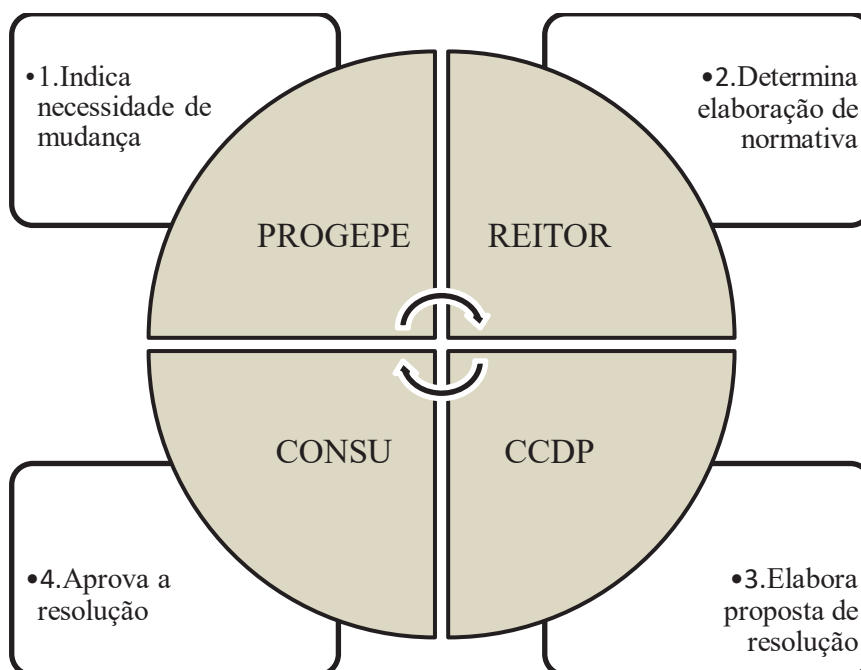 •1.Indica
necessidade de
mudança
•2.Determina
elaboração de
normativa
PROGEPE
REITOR
CONSU
CCDP
•4.Aprova a
resolução
•3.Elabora
proposta de
resolução